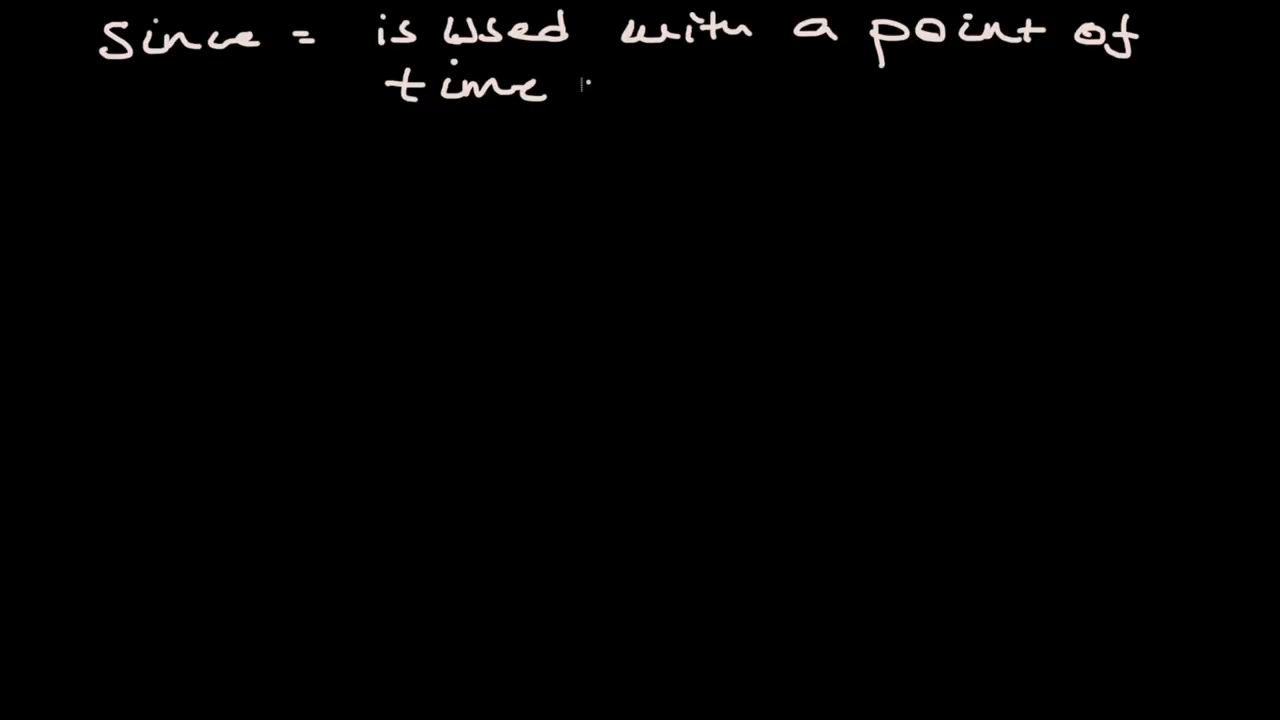 Since = is used with a point of
time